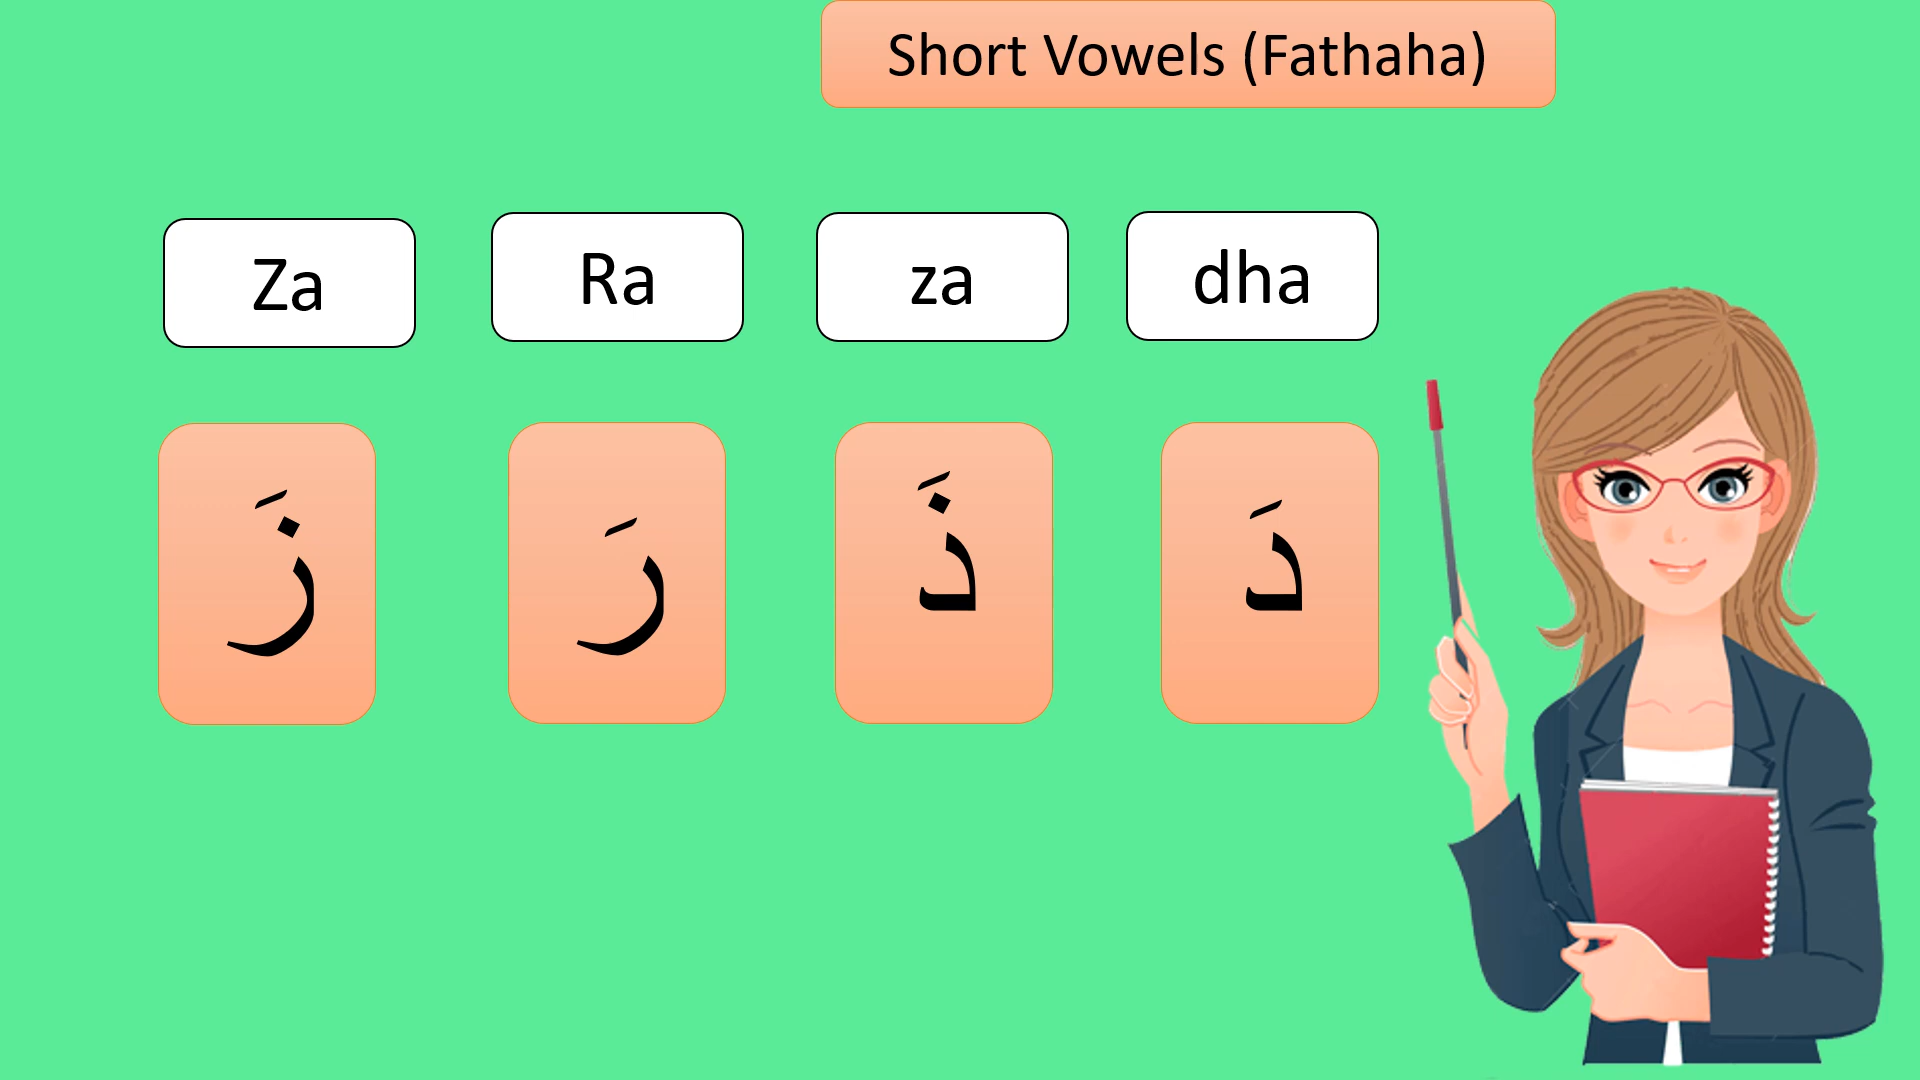 Short Vowels (Fathaha)
Za Ra za dha
زَ رَ ذَ دَ